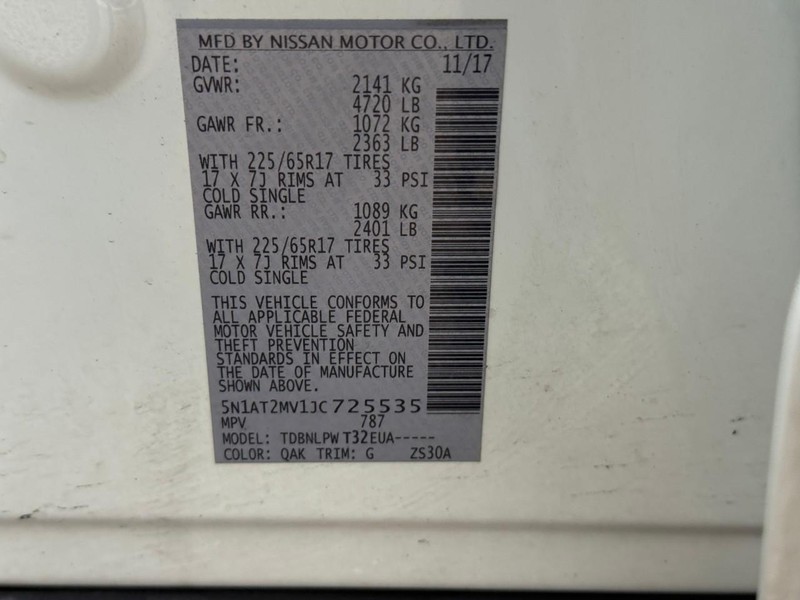 MFD BY NISSAN MOTOR CO., LTD.
DATE: 11/17
GVWR: 2141 KG
4720 LB
GAWR FR.: 1072 KG
2363 LB
WITH 225/65R17 TIRES
17 X 7J RIMS AT 33 PSI
COLD SINGLE
GAWR RR.: 1089 KG
2401 LB
WITH 225/65R17 TIRES
17 X 7J RIMS AT 33 PSI
COLD SINGLE
THIS VEHICLE CONFORMS TO
ALL APPLICABLE FEDERAL
MOTOR VEHICLE SAFETY AND
THEFT PREVENTION
STANDARDS IN EFFECT ON
THE DATE OF MANUFACTURE
SHOWN ABOVE.
5N1AT2MV1JC725535
MPV 787
MODEL: TDBNLPW T32EUA-----
COLOR: QAK TRIM: G ZS30A